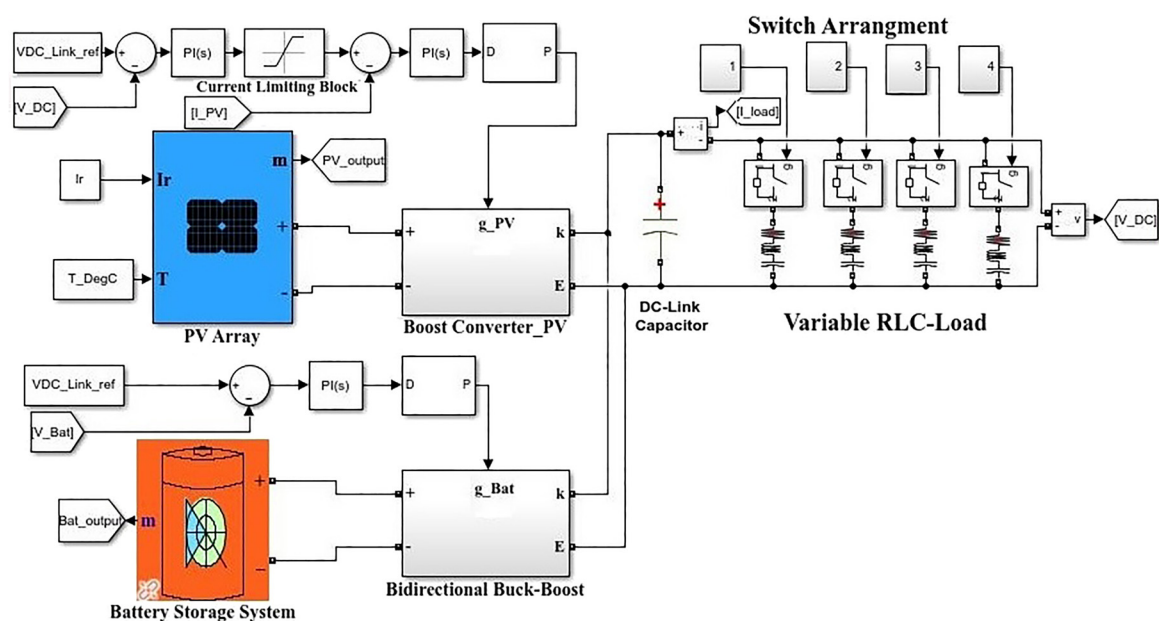 Switch Arrangment
VDC_Link_ref
+
−
PI(s)
+
−
PI(s)
D
P
Current Limiting Block
[V_DC]
[I_PV]
1
2
3
4
[I_load]
+
i
-
m
PV_output
Ir
Ir
g
g
g
g
g_PV
+
+
k
+
v
-
[V_DC]
T_DegC
T
-
-
E
DC-Link
Capacitor
PV Array
Boost Converter_PV
Variable RLC-Load
VDC_Link_ref
+
−
PI(s)
D
P
[V_Bat]
+
+
g_Bat
k
Bat_output
m
−
-
E
Bidirectional Buck-Boost
Battery Storage System